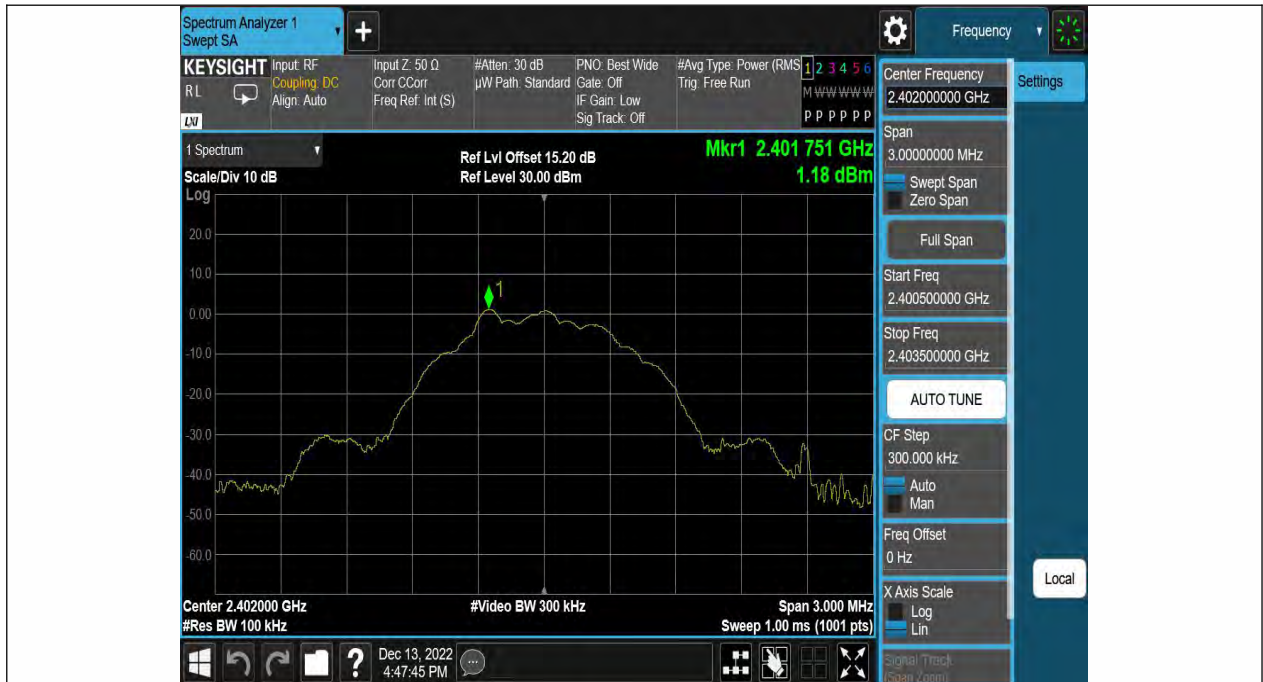 Spectrum Analyzer 1
Swept SA
+
Frequency
KEYSIGHT
RL
LXI
Input: RF
Coupling: DC
Align: Auto
Input Z: 50 Ω
Corr CCorr
Freq Ref: Int (S)
#Atten: 30 dB
µW Path: Standard
PNO: Best Wide
Gate: Off
IF Gain: Low
Sig Track: Off
#Avg Type: Power (RMS
Trig: Free Run
1 2 3 4 5 6
M W W W W W
P P P P P P
1 Spectrum
Scale/Div 10 dB
Log
Ref Lvl Offset 15.20 dB
Ref Level 30.00 dBm
Mkr1 2.401 751 GHz
1.18 dBm
1
20.0
10.0
0.00
-10.0
-20.0
-30.0
-40.0
-50.0
-60.0
Center 2.402000 GHz
#Res BW 100 kHz
#Video BW 300 kHz
Span 3.000 MHz
Sweep 1.00 ms (1001 pts)
?
Dec 13, 2022
4:47:45 PM
Center Frequency
2.402000000 GHz
Settings
Span
3.00000000 MHz
Swept Span
Zero Span
Full Span
Start Freq
2.400500000 GHz
Stop Freq
2.403500000 GHz
AUTO TUNE
CF Step
300.000 kHz
Auto
Man
Freq Offset
0 Hz
Local
X Axis Scale
Log
Lin
Signal Track
(Span Zoom)